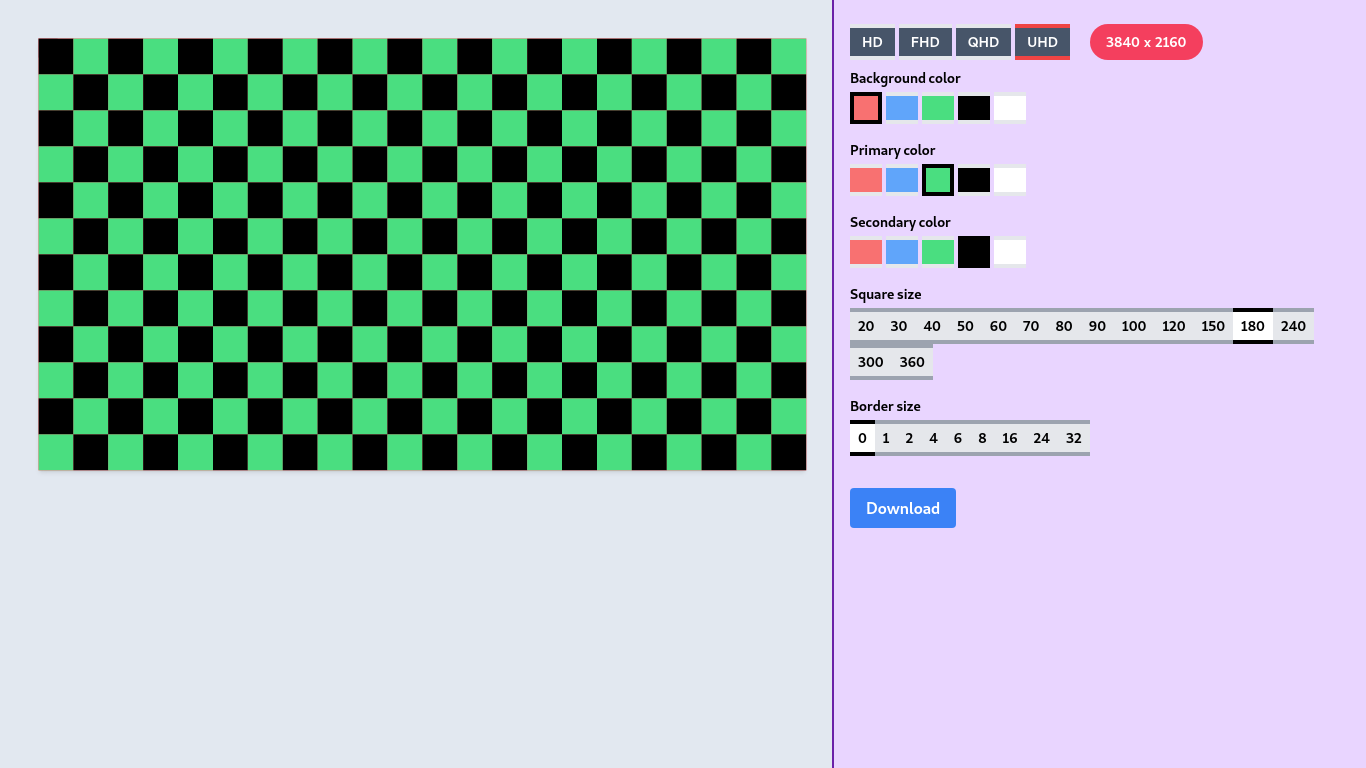 HD FHD QHD UHD 3840 x 2160
Background color
Primary color
Secondary color
Square size
20 30 40 50 60 70 80 90 100 120 150 180 240
300 360
Border size
0 1 2 4 6 8 16 24 32
Download